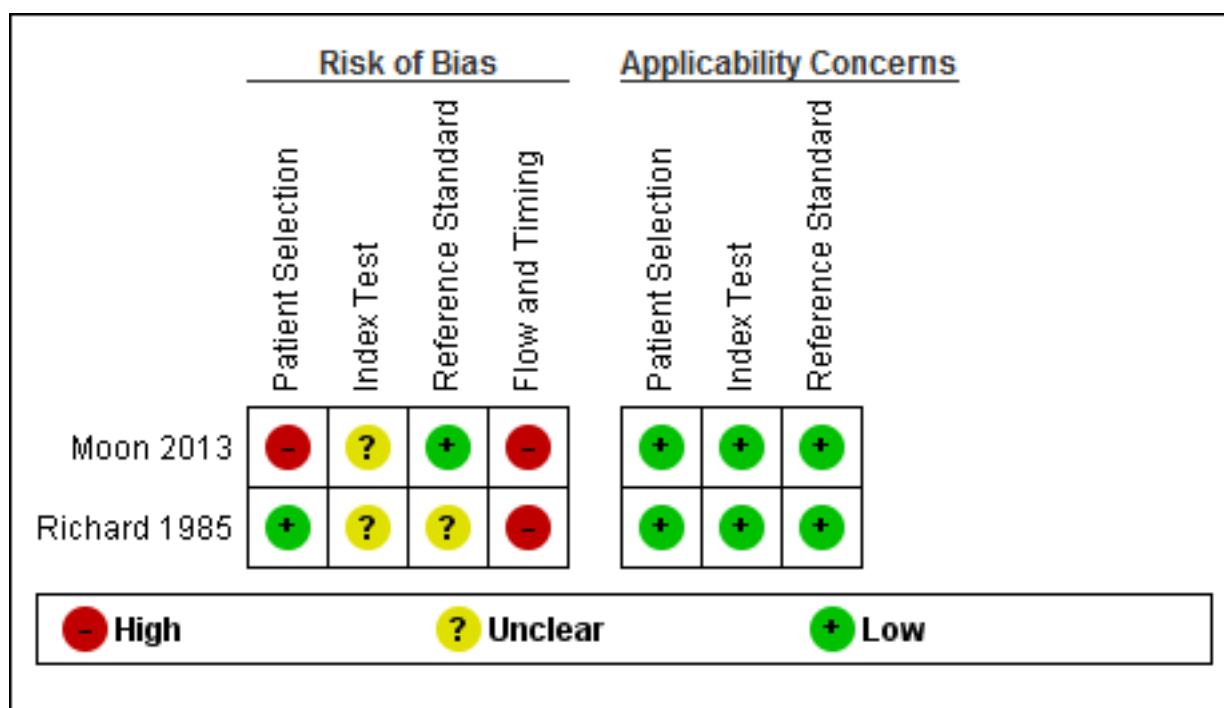 Risk of Bias Applicability Concerns
Patient Selection
Index Test
Reference Standard
Flow and Timing
Patient Selection
Index Test
Reference Standard
Moon 2013 - ? + - + + +
Richard 1985 + ? ? - + + +
- High ? Unclear + Low